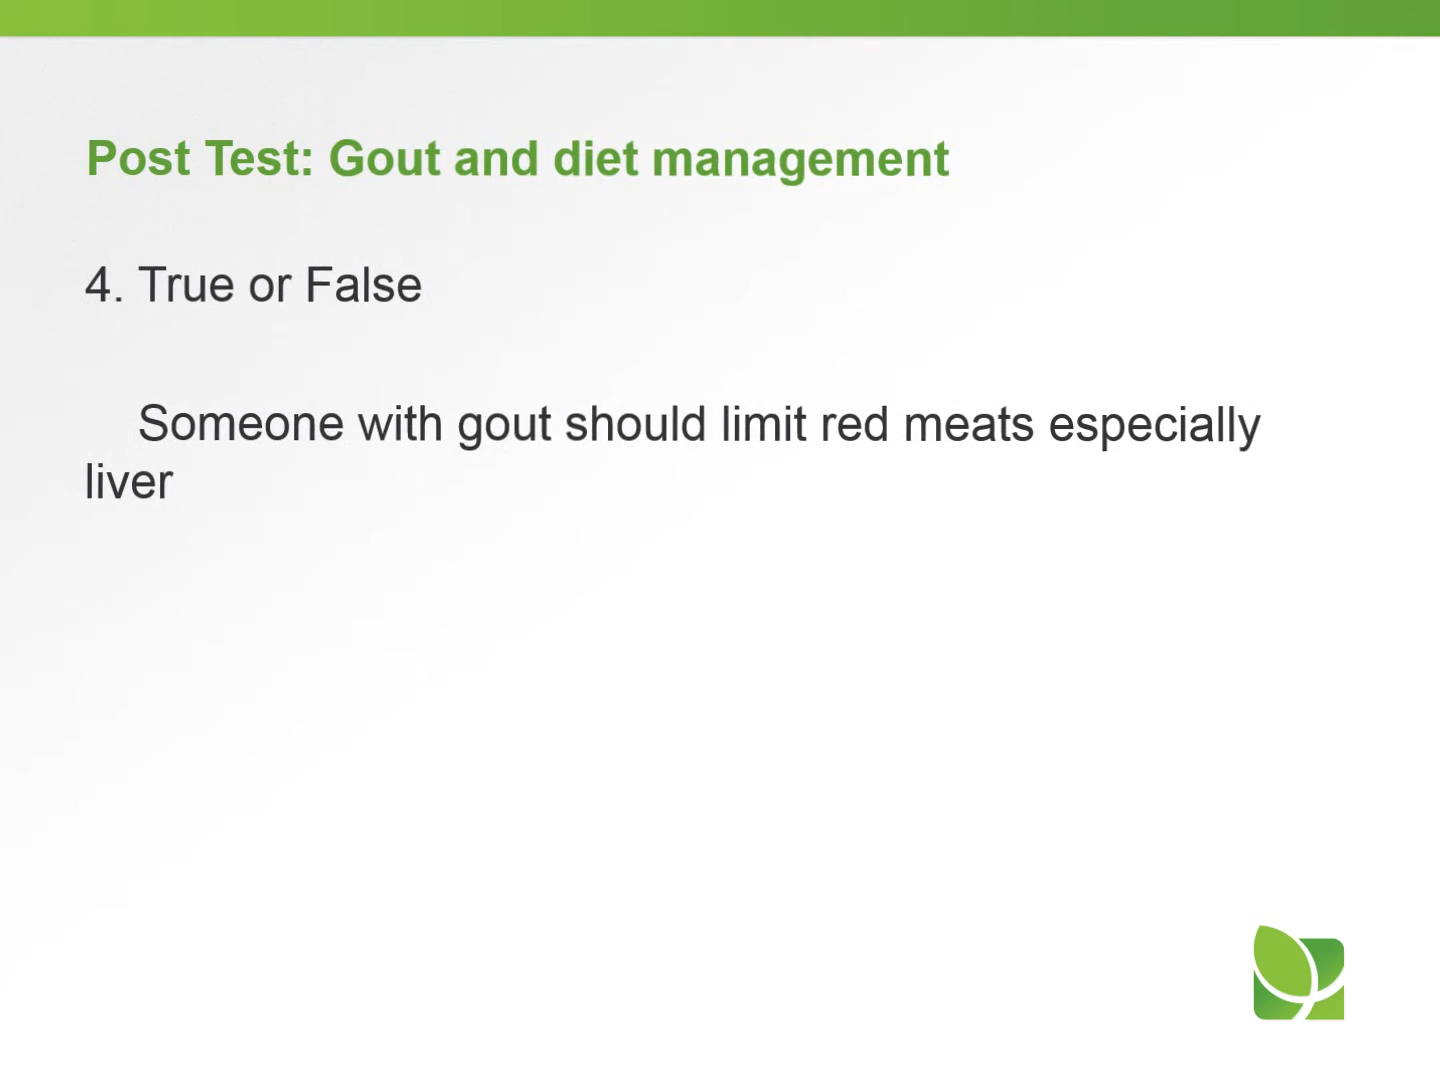 Post Test: Gout and diet management
4. True or False
Someone with gout should limit red meats especially
liver